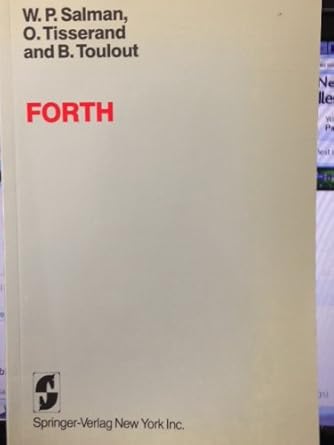 W. P. Salman,
O. Tisserand
and B. Toulout
FORTH
Springer-Verlag New York Inc.